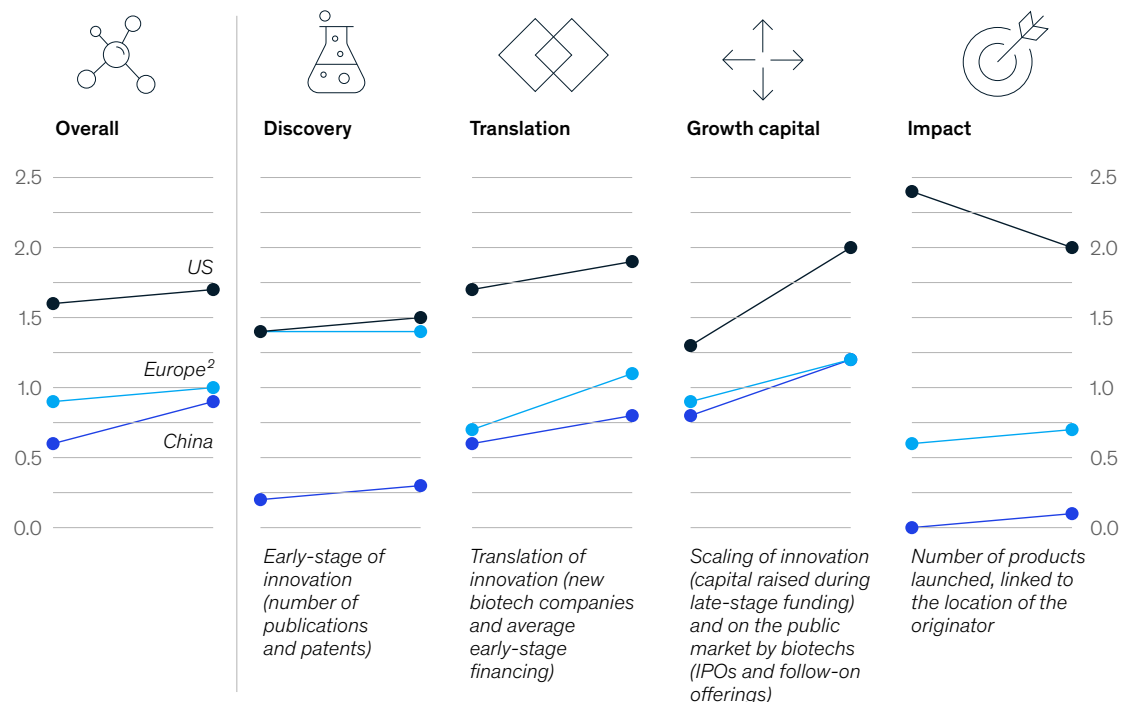 Overall
Discovery
Translation
Growth capital
Impact
2.5
2.0
1.5
1.0
0.5
0.0
US
Europe²
China
2.5
2.0
1.5
1.0
0.5
0.0
Early-stage of
innovation
(number of
publications
and patents)
Translation of
innovation (new
biotech companies
and average
early-stage
financing)
Scaling of innovation
(capital raised during
late-stage funding)
and on the public
market by biotechs
(IPOs and follow-on
offerings)
Number of products
launched, linked to
the location of the
originator